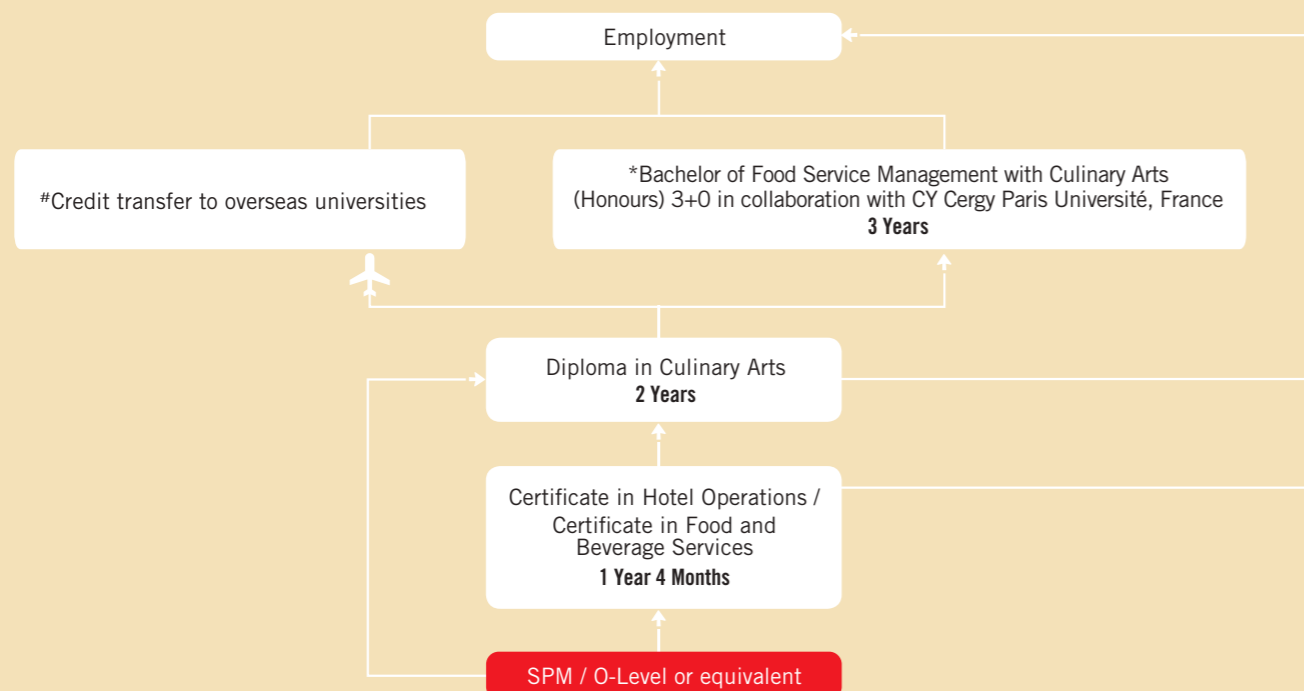 Employment
#Credit transfer to overseas universities
*Bachelor of Food Service Management with Culinary Arts
(Honours) 3+0 in collaboration with CY Cergy Paris Université, France
3 Years
Diploma in Culinary Arts
2 Years
Certificate in Hotel Operations /
Certificate in Food and
Beverage Services
1 Year 4 Months
SPM / O-Level or equivalent